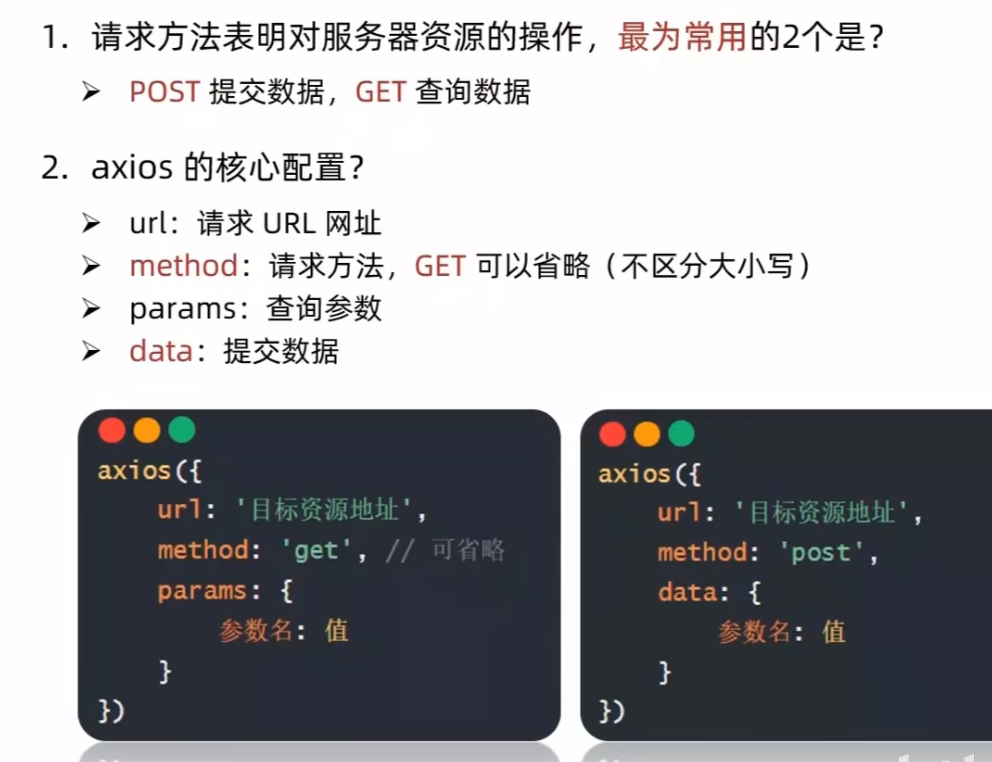 1. 请求方法表明对服务器资源的操作，最为常用的2个是？
➤ POST 提交数据，GET 查询数据
2. axios 的核心配置？
➤ url：请求 URL 网址
➤ method：请求方法，GET 可以省略（不区分大小写）
➤ params：查询参数
➤ data：提交数据
axios({
url: '目标资源地址',
method: 'get', // 可省略
params: {
参数名: 值
}
})
axios({
url: '目标资源地址',
method: 'post',
data: {
参数名: 值
}
})